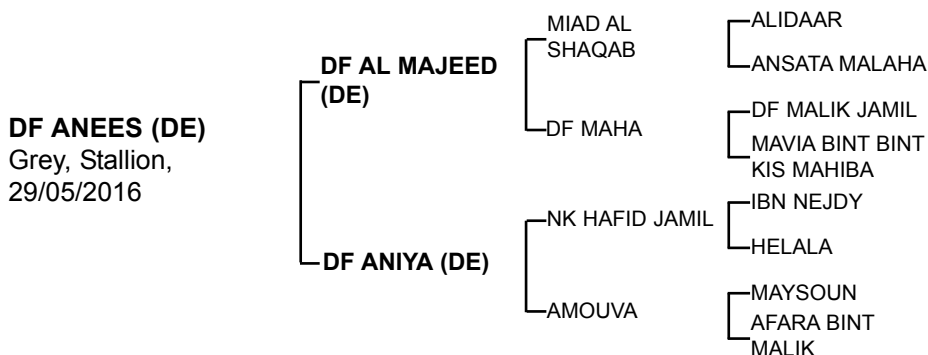 DF ANEES (DE)
Grey, Stallion,
29/05/2016
DF AL MAJEED
(DE)
DF ANIYA (DE)
MIAD AL
SHAQAB
DF MAHA
NK HAFID JAMIL
AMOUVA
ALIDAAR
ANSATA MALAHA
DF MALIK JAMIL
MAVIA BINT BINT
KIS MAHIBA
IBN NEJDY
HELALA
MAYSOUN
AFARA BINT
MALIK